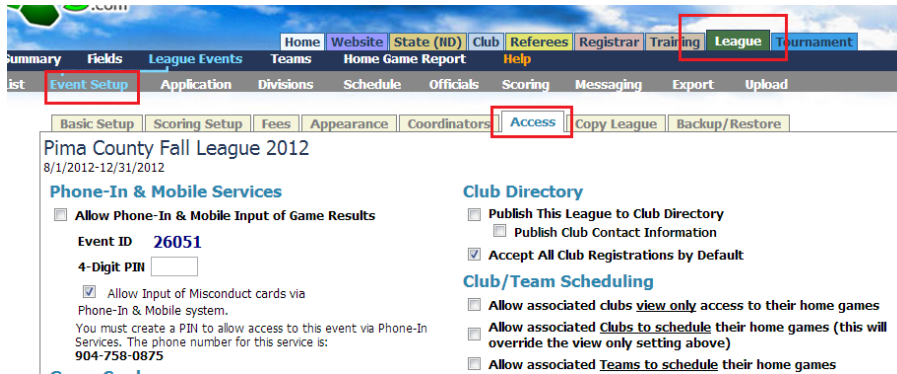 .com
Home Website State (ND) Club Referees Registrar Training League Tournament
Fields League Events Teams Home Game Report Help
Event Setup Application Divisions Schedule Officials Scoring Messaging Export Upload
Basic Setup Scoring Setup Fees Appearance Coordinators Access Copy League Backup/Restore
Pima County Fall League 2012
8/1/2012-12/31/2012
Phone-In & Mobile Services
Allow Phone-In & Mobile Input of Game Results
Event ID 26051
4-Digit PIN
Allow Input of Misconduct cards via
Phone-In & Mobile system.
You must create a PIN to allow access to this event via Phone-In
Services. The phone number for this service is:
904-758-0875
Club Directory
Publish This League to Club Directory
Publish Club Contact Information
Accept All Club Registrations by Default
Club/Team Scheduling
Allow associated clubs view only access to their home games
Allow associated Clubs to schedule their home games (this will
override the view only setting above)
Allow associated Teams to schedule their home games